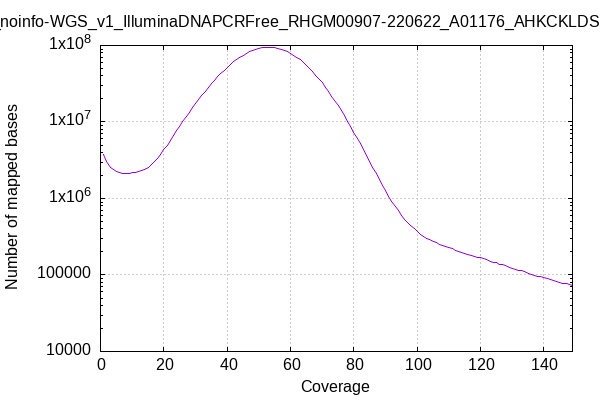 _noinfo-WGS_v1_IlluminaDNAPCRFree_RHGM00907-220622_A01176_AHKCKLDS
1x10^8
1x10^7
1x10^6
100000
10000
Number of mapped bases
0 20 40 60 80 100 120 140
Coverage